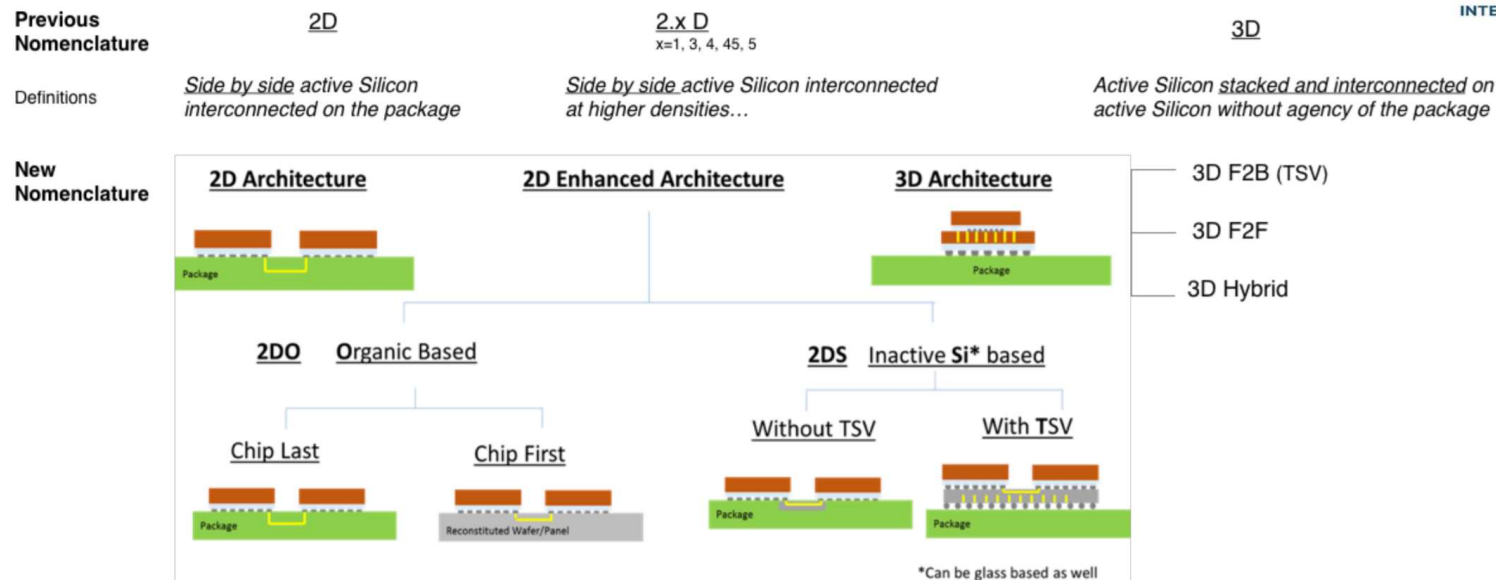 Previous
Nomenclature
2D
2.x D
x=1, 3, 4, 45, 5
3D
INTE
Definitions
Side by side active Silicon
interconnected on the package
Side by side active Silicon interconnected
at higher densities…
Active Silicon stacked and interconnected on
active Silicon without agency of the package
New
Nomenclature
2D Architecture
2D Enhanced Architecture
3D Architecture
3D F2B (TSV)
3D F2F
3D Hybrid
Package
Package
2DO Organic Based
2DS Inactive Si* based
Chip Last
Chip First
Without TSV
With TSV
Package
Reconstituted Wafer/Panel
Package
Package
*Can be glass based as well